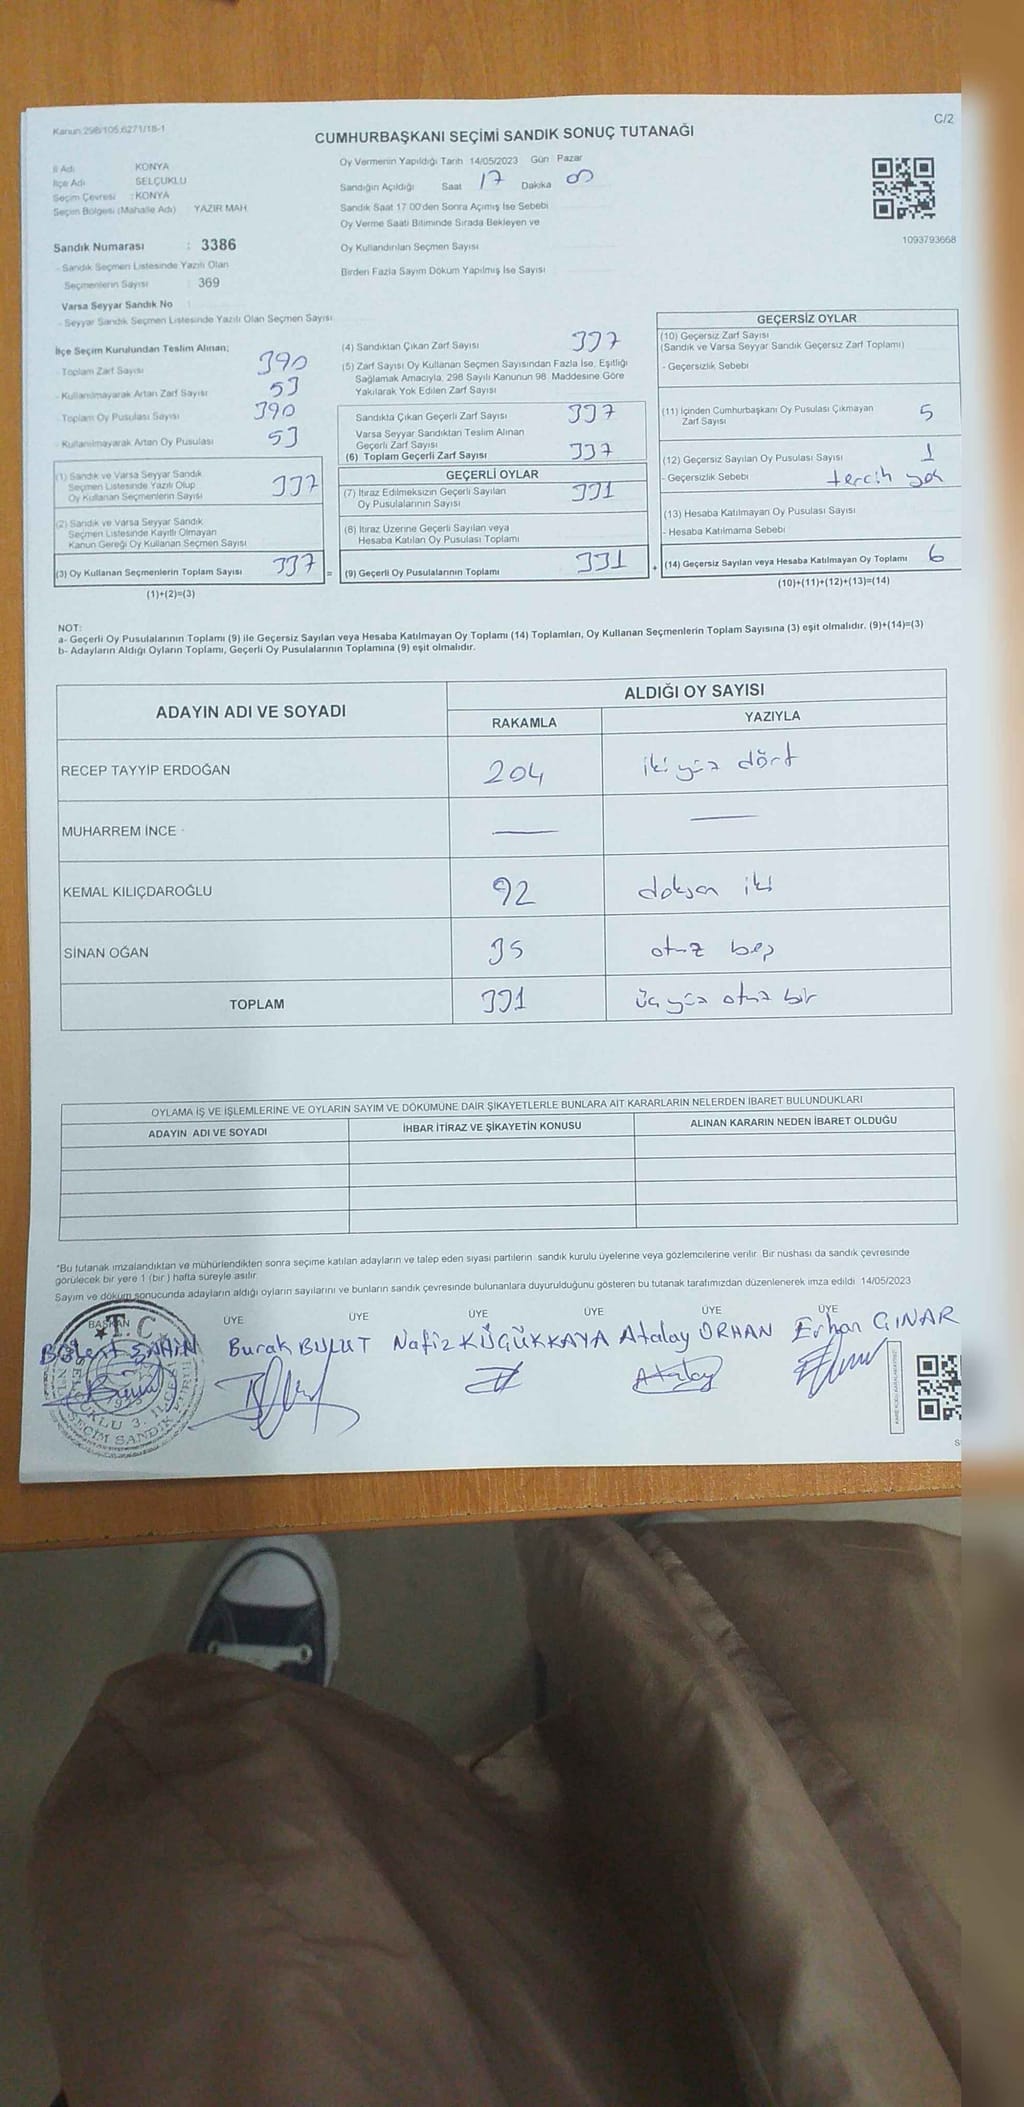 Kanun:298/105,6271/18-1
C/2
CUMHURBAŞKANI SEÇİMİ SANDIK SONUÇ TUTANAĞI
İl Adı KONYA
İlçe Adı SELÇUKLU
Seçim Çevresi : KONYA
Seçim Bölgesi (Mahalle Adı) YAZIR MAH.
Sandık Numarası : 3386
- Sandık Seçmen Listesinde Yazılı Olan
Seçmenlerin Sayısı : 369
Varsa Seyyar Sandık No :
- Seyyar Sandık Seçmen Listesinde Yazılı Olan Seçmen Sayısı
Oy Vermenin Yapıldığı Tarih 14/05/2023 Gün Pazar
Sandığın Açıldığı Saat 17 Dakika 00
Sandık Saat 17:00'den Sonra Açımış İse Sebebi
Oy Verme Saati Bitiminde Sırada Bekleyen ve
Oy Kullandırılan Seçmen Sayısı
Birden Fazla Sayım Döküm Yapılmış İse Sayısı
1093793668
İlçe Seçim Kurulundan Teslim Alınan;
- Toplam Zarf Sayısı 390
- Kullanılmayarak Artan Zarf Sayısı 53
- Toplam Oy Pusulası Sayısı 390
- Kullanılmayarak Artan Oy Pusulası 53
(1) Sandık ve Varsa Seyyar Sandık
Seçmen Listesinde Yazılı Olup
Oy Kullanan Seçmenlerin Sayısı 337
(2) Sandık ve Varsa Seyyar Sandık
Seçmen Listesinde Kayıtlı Olmayan
Kanun Gereği Oy Kullanan Seçmen Sayısı
(3) Oy Kullanan Seçmenlerin Toplam Sayısı 337 =
(1)+(2)=(3)
(4) Sandıktan Çıkan Zarf Sayısı 337
(5) Zarf Sayısı Oy Kullanan Seçmen Sayısından Fazla İse, Eşitliği
Sağlamak Amacıyla, 298 Sayılı Kanunun 98. Maddesine Göre
Yakılarak Yok Edilen Zarf Sayısı
Sandıkta Çıkan Geçerli Zarf Sayısı 337
Varsa Seyyar Sandıktan Teslim Alınan
Geçerli Zarf Sayısı
(6) Toplam Geçerli Zarf Sayısı 337
GEÇERLİ OYLAR
(7) İtiraz Edilmeksizin Geçerli Sayılan
Oy Pusulalarının Sayısı 331
(8) İtiraz Üzerine Geçerli Sayılan veya
Hesaba Katılan Oy Pusulası Toplamı
(9) Geçerli Oy Pusulalarının Toplamı 331 +
GEÇERSİZ OYLAR
(10) Geçersiz Zarf Sayısı
(Sandık ve Varsa Seyyar Sandık Geçersiz Zarf Toplamı)
- Geçersizlik Sebebi
(11) İçinden Cumhurbaşkanı Oy Pusulası Çıkmayan
Zarf Sayısı 5
(12) Geçersiz Sayılan Oy Pusulası Sayısı 1
- Geçersizlik Sebebi tercih yok
(13) Hesaba Katılmayan Oy Pusulası Sayısı
- Hesaba Katılmama Sebebi
(14) Geçersiz Sayılan veya Hesaba Katılmayan Oy Toplamı 6
(10)+(11)+(12)+(13)=(14)
NOT:
a- Geçerli Oy Pusulalarının Toplamı (9) ile Geçersiz Sayılan veya Hesaba Katılmayan Oy Toplamı (14) Toplamları, Oy Kullanan Seçmenlerin Toplam Sayısına (3) eşit olmalıdır. (9)+(14)=(3)
b- Adayların Aldığı Oyların Toplamı, Geçerli Oy Pusulalarının Toplamına (9) eşit olmalıdır.
ADAYIN ADI VE SOYADI
ALDIĞI OY SAYISI
RAKAMLA YAZIYLA
RECEP TAYYİP ERDOĞAN 204 iki yüz dört
MUHARREM İNCE — —
KEMAL KILIÇDAROĞLU 92 doksan iki
SİNAN OĞAN 35 otuz beş
TOPLAM 331 üç yüz otuz bir
OYLAMA İŞ VE İŞLEMLERİNE VE OYLARIN SAYIM VE DÖKÜMÜNE DAİR ŞİKAYETLERLE BUNLARA AİT KARARLARIN NELERDEN İBARET BULUNDUKLARI
ADAYIN ADI VE SOYADI İHBAR İTİRAZ VE ŞİKAYETİN KONUSU ALINAN KARARIN NEDEN İBARET OLDUĞU
*Bu tutanak imzalandıktan ve mühürlendikten sonra seçime katılan adayların ve talep eden siyasi partilerin sandık kurulu üyelerine veya gözlemcilerine verilir. Bir nüshası da sandık çevresinde
görülecek bir yere 1 (bir) hafta süreyle asılır.
Sayım ve döküm sonucunda adayların aldığı oyların sayılarını ve bunların sandık çevresinde bulunanlara duyurulduğunu gösteren bu tutanak tarafımızdan düzenlenerek imza edildi. 14/05/2023
BAŞKAN ÜYE ÜYE ÜYE ÜYE ÜYE
Bülent ŞAHİN Burak BULUT Nafiz KÜÇÜKKAYA Atalay ORHAN Erhan ÇINAR
Atalay
T.C